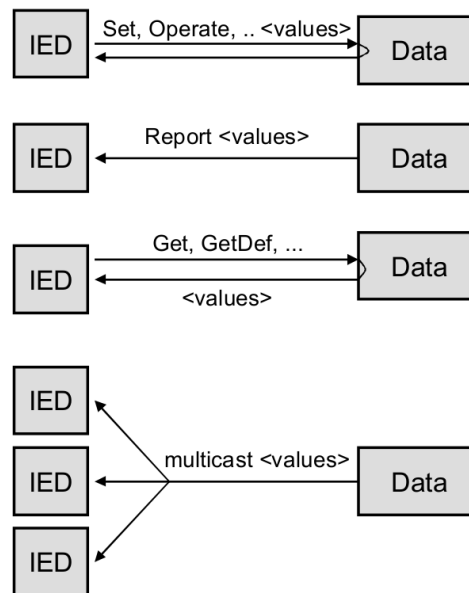 IED
Set, Operate, .. <values>
Data
IED
Report <values>
Data
IED
Get, GetDef, ...
<values>
Data
IED
IED
multicast <values>
Data
IED